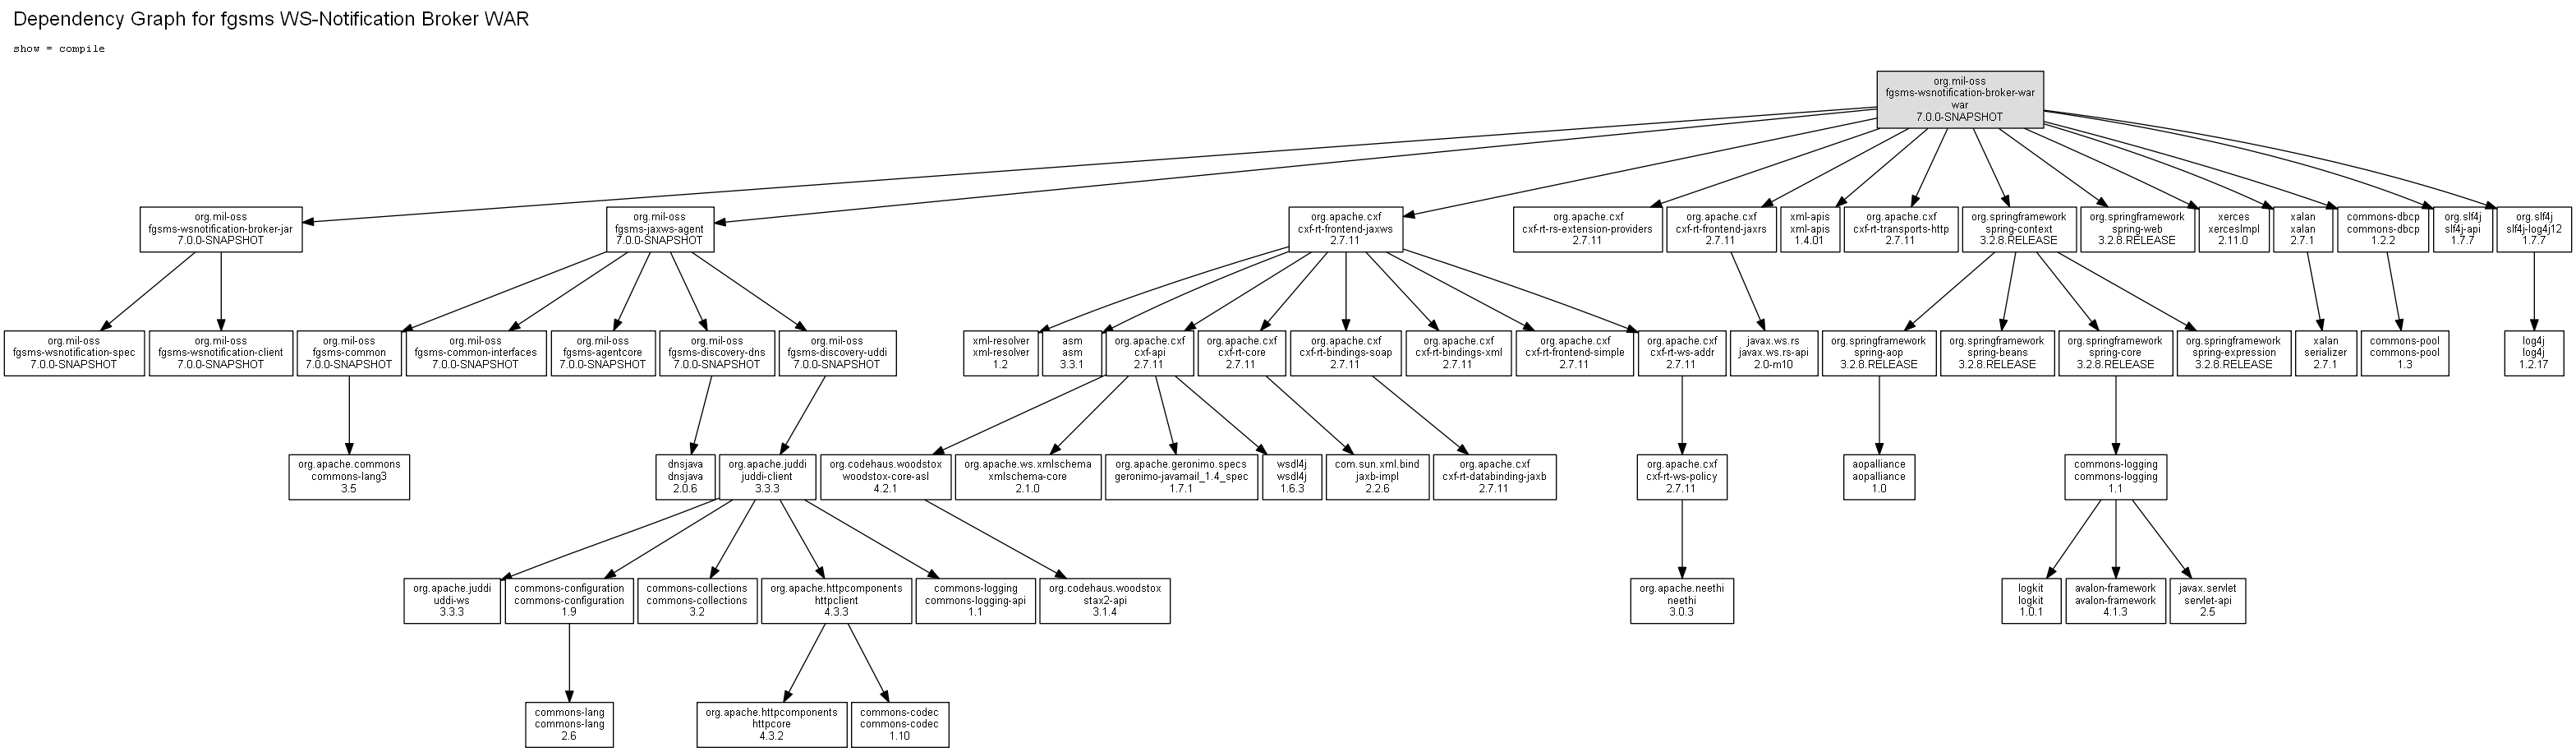 Dependency Graph for fgsms WS-Notification Broker WAR
show = compile
org.mil-oss
fgsms-wsnotification-broker-war
war
7.0.0-SNAPSHOT
org.mil-oss
fgsms-wsnotification-broker-jar
7.0.0-SNAPSHOT
org.mil-oss
fgsms-jaxws-agent
7.0.0-SNAPSHOT
org.apache.cxf
cxf-rt-frontend-jaxws
2.7.11
org.apache.cxf
cxf-rt-rs-extension-providers
2.7.11
org.apache.cxf
cxf-rt-frontend-jaxrs
2.7.11
xml-apis
xml-apis
1.4.01
org.apache.cxf
cxf-rt-transports-http
2.7.11
org.springframework
spring-context
3.2.8.RELEASE
org.springframework
spring-web
3.2.8.RELEASE
xerces
xercesImpl
2.11.0
xalan
xalan
2.7.1
commons-dbcp
commons-dbcp
1.2.2
org.slf4j
slf4j-api
1.7.7
org.slf4j
slf4j-log4j12
1.7.7
org.mil-oss
fgsms-wsnotification-spec
7.0.0-SNAPSHOT
org.mil-oss
fgsms-wsnotification-client
7.0.0-SNAPSHOT
org.mil-oss
fgsms-common
7.0.0-SNAPSHOT
org.mil-oss
fgsms-common-interfaces
7.0.0-SNAPSHOT
org.mil-oss
fgsms-agentcore
7.0.0-SNAPSHOT
org.mil-oss
fgsms-discovery-dns
7.0.0-SNAPSHOT
org.mil-oss
fgsms-discovery-uddi
7.0.0-SNAPSHOT
xml-resolver
xml-resolver
1.2
asm
asm
3.3.1
org.apache.cxf
cxf-api
2.7.11
org.apache.cxf
cxf-rt-core
2.7.11
org.apache.cxf
cxf-rt-bindings-soap
2.7.11
org.apache.cxf
cxf-rt-bindings-xml
2.7.11
org.apache.cxf
cxf-rt-frontend-simple
2.7.11
org.apache.cxf
cxf-rt-ws-addr
2.7.11
javax.ws.rs
javax.ws.rs-api
2.0-m10
org.springframework
spring-aop
3.2.8.RELEASE
org.springframework
spring-beans
3.2.8.RELEASE
org.springframework
spring-core
3.2.8.RELEASE
org.springframework
spring-expression
3.2.8.RELEASE
xalan
serializer
2.7.1
commons-pool
commons-pool
1.3
log4j
log4j
1.2.17
org.apache.commons
commons-lang3
3.5
dnsjava
dnsjava
2.0.6
org.apache.juddi
juddi-client
3.3.3
org.codehaus.woodstox
woodstox-core-asl
4.2.1
org.apache.ws.xmlschema
xmlschema-core
2.1.0
org.apache.geronimo.specs
geronimo-javamail_1.4_spec
1.7.1
wsdl4j
wsdl4j
1.6.3
com.sun.xml.bind
jaxb-impl
2.2.6
org.apache.cxf
cxf-rt-databinding-jaxb
2.7.11
org.apache.cxf
cxf-rt-ws-policy
2.7.11
aopalliance
aopalliance
1.0
commons-logging
commons-logging
1.1
org.apache.juddi
uddi-ws
3.3.3
commons-configuration
commons-configuration
1.9
commons-collections
commons-collections
3.2
org.apache.httpcomponents
httpclient
4.3.3
commons-logging
commons-logging-api
1.1
org.codehaus.woodstox
stax2-api
3.1.4
org.apache.neethi
neethi
3.0.3
logkit
logkit
1.0.1
avalon-framework
avalon-framework
4.1.3
javax.servlet
servlet-api
2.5
commons-lang
commons-lang
2.6
org.apache.httpcomponents
httpcore
4.3.2
commons-codec
commons-codec
1.10